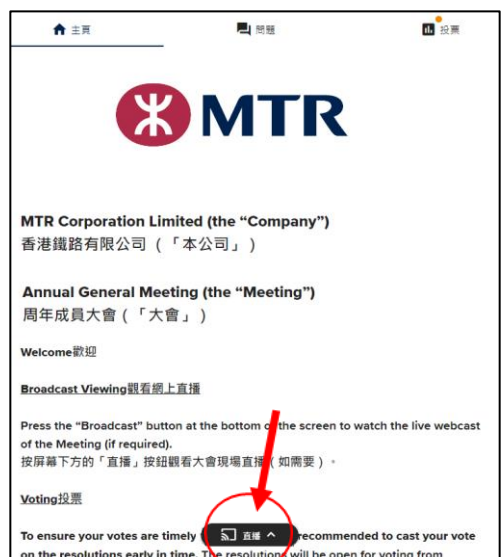 主頁 問題 投票
MTR
MTR Corporation Limited (the “Company”)
香港鐵路有限公司 (「本公司」)
Annual General Meeting (the “Meeting”)
周年成員大會 (「大會」)
Welcome歡迎
Broadcast Viewing觀看網上直播
Press the “Broadcast” button at the bottom of the screen to watch the live webcast
of the Meeting (if required).
按屏幕下方的「直播」按鈕觀看大會現場直播 (如需要) 。
Voting投票
To ensure your votes are timely 直播 recommended to cast your vote
on the resolutions early in time. The resolutions will be open for voting from